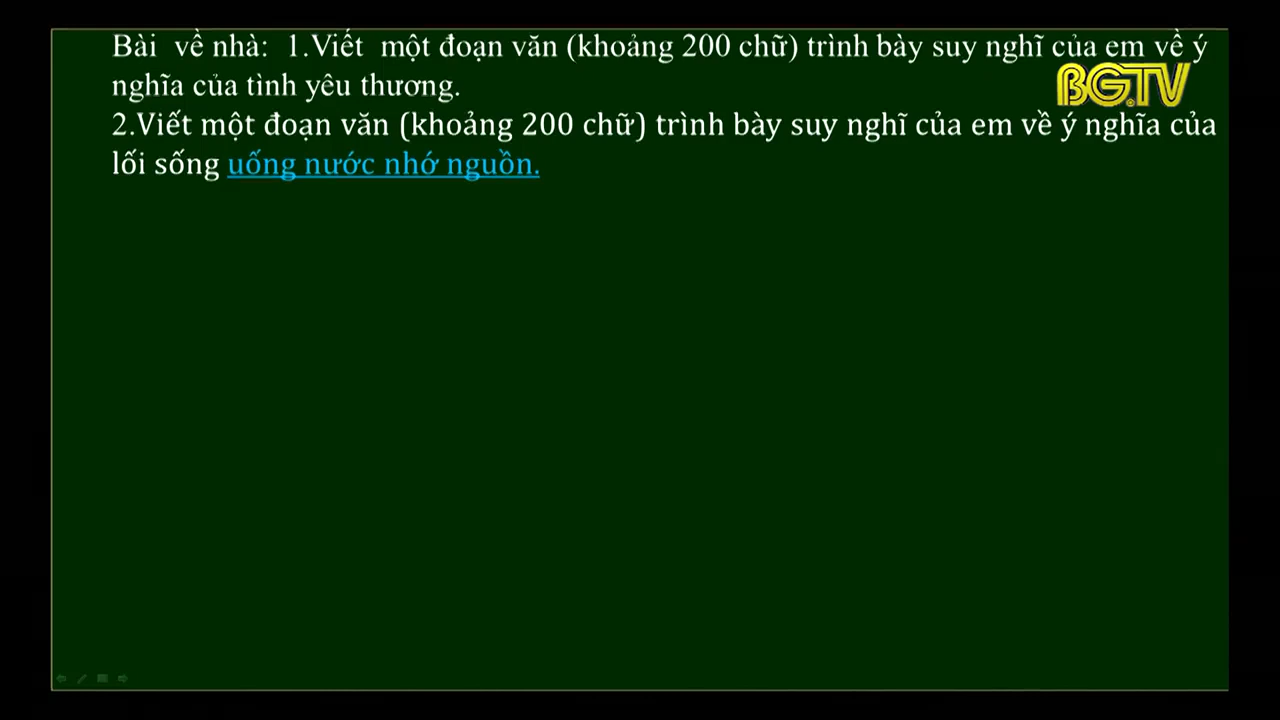 Bài về nhà: 1.Viết một đoạn văn (khoảng 200 chữ) trình bày suy nghĩ của em về ý
nghĩa của tình yêu thương.
BG.TV
2.Viết một đoạn văn (khoảng 200 chữ) trình bày suy nghĩ của em về ý nghĩa của
lối sống uống nước nhớ nguồn.